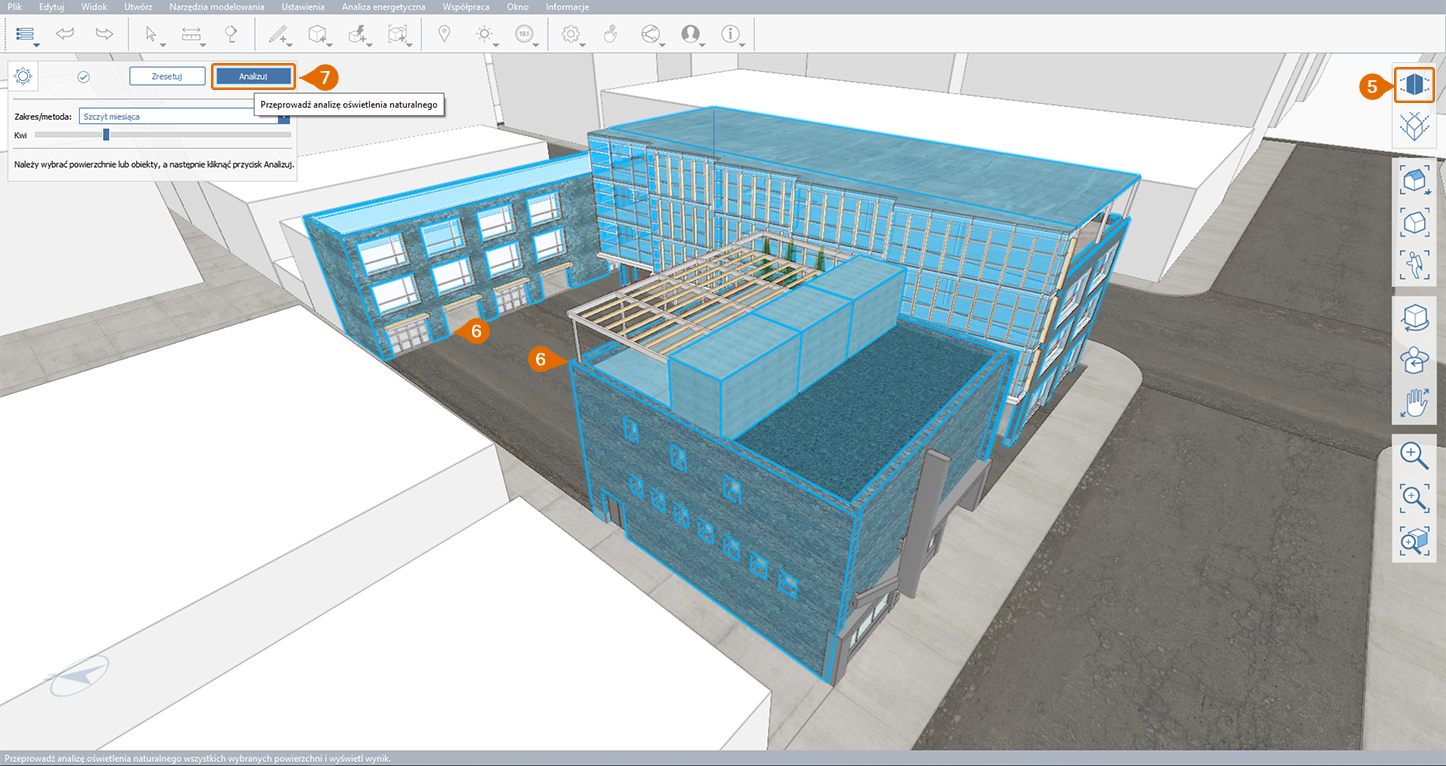 Plik Edytuj Widok Utwórz Narzędzia modelowania Ustawienia Analiza energetyczna Współpraca Okno Informacje
19.1
Zresetuj Analizuj 7
5
Przeprowadź analizę oświetlenia naturalnego
Zakres/metoda: Szczyt miesiąca
Kwi
Należy wybrać powierzchnie lub obiekty, a następnie kliknąć przycisk Analizuj.
6
6
Przeprowadź analizę oświetlenia naturalnego wszystkich wybranych powierzchni i wyświetl wynik.